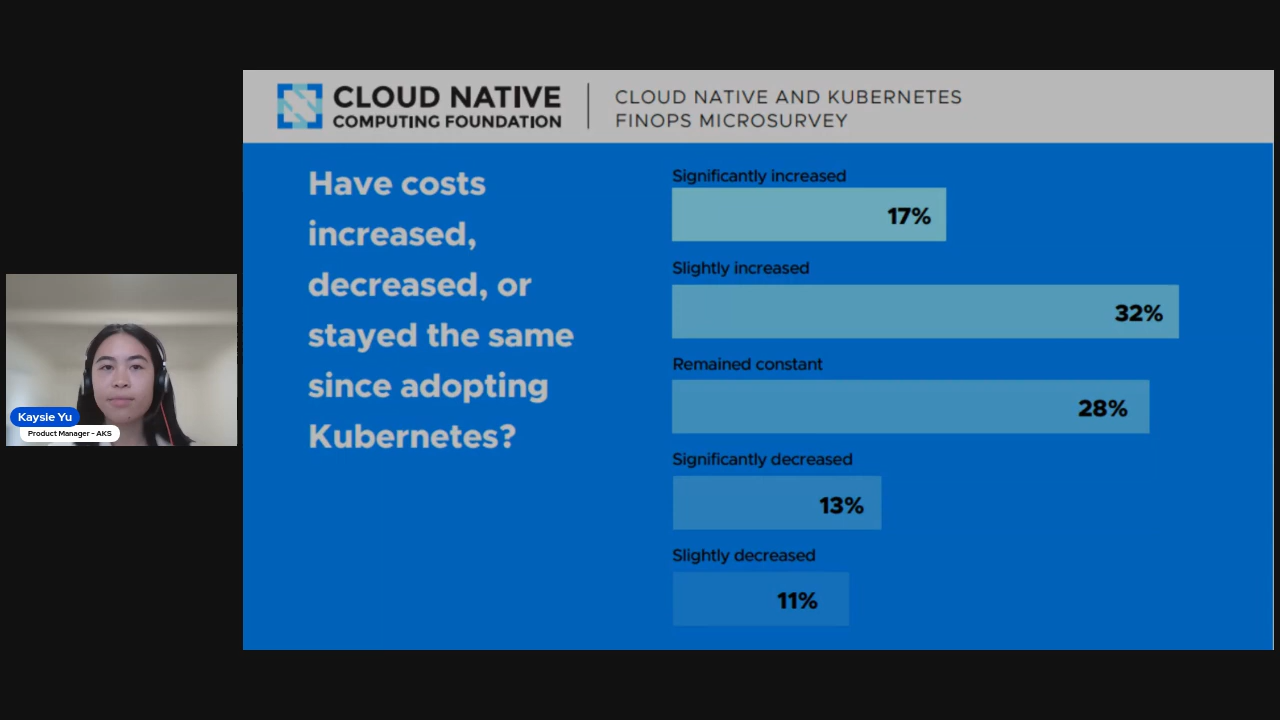 CLOUD NATIVE
COMPUTING FOUNDATION
CLOUD NATIVE AND KUBERNETES
FINOPS MICROSURVEY
Have costs
increased,
decreased, or
stayed the same
since adopting
Kubernetes?
Significantly increased
17%
Slightly increased
32%
Remained constant
28%
Significantly decreased
13%
Slightly decreased
11%
Kaysie Yu
Product Manager - AKS